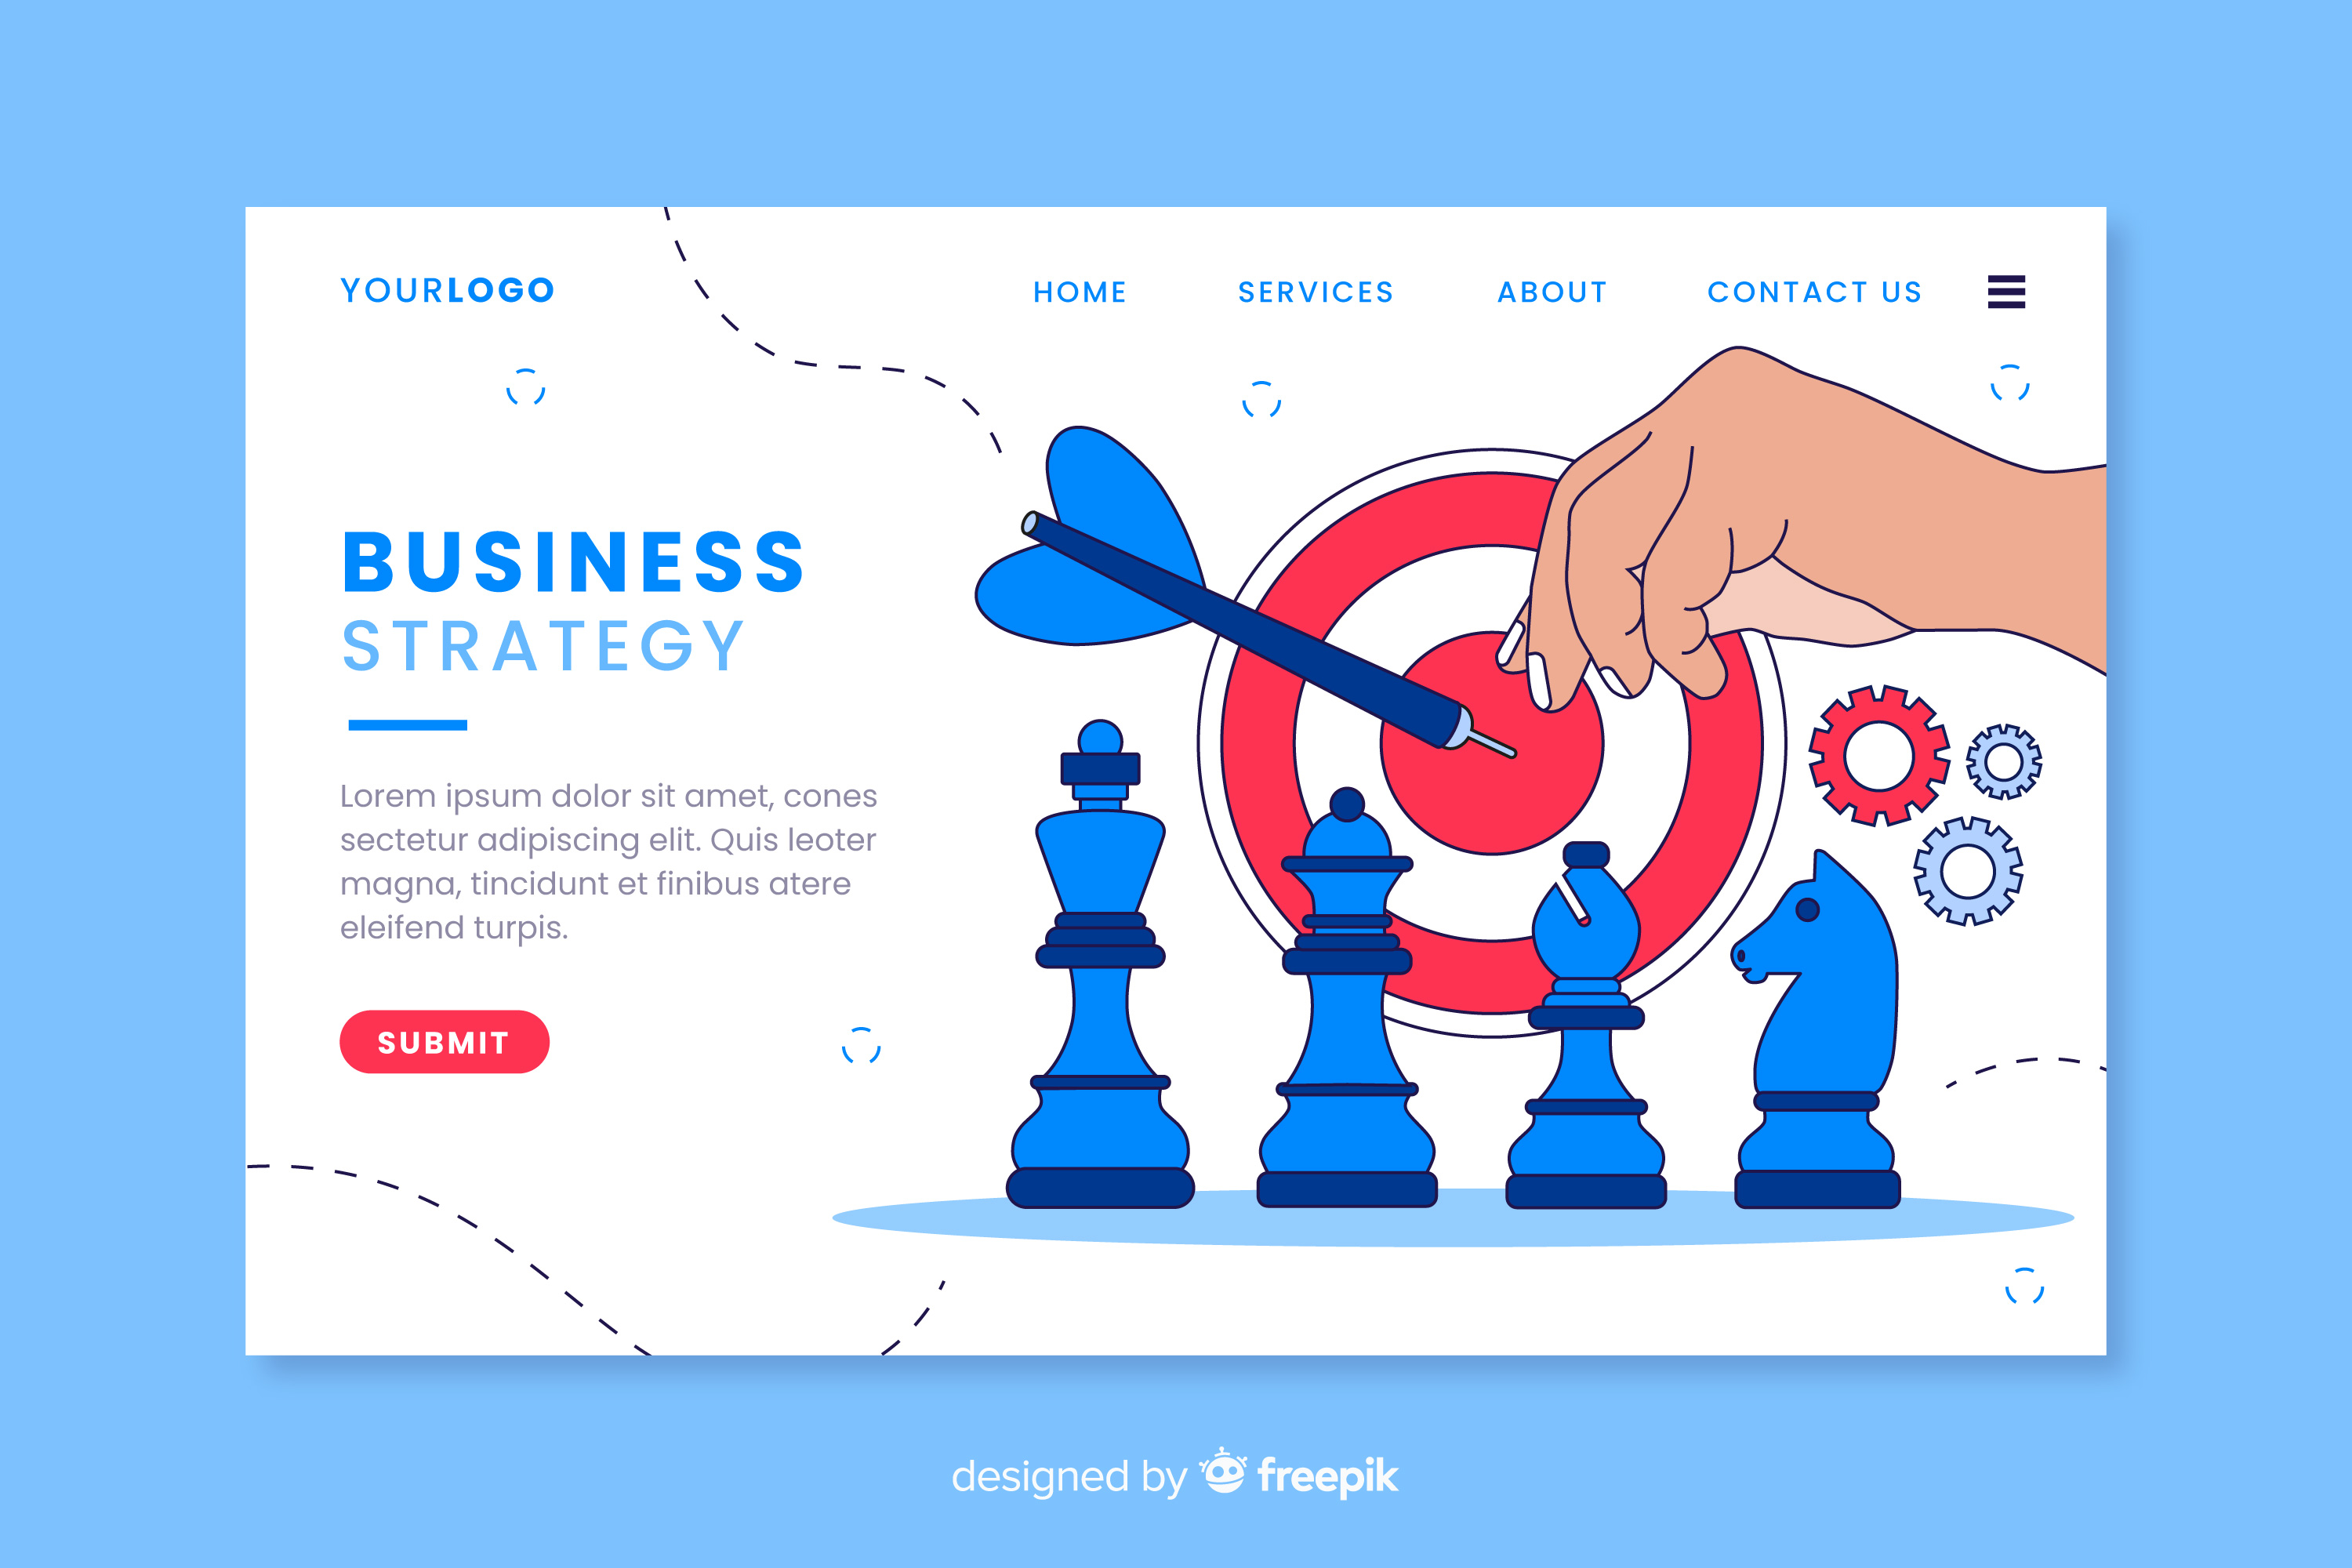 YOURLOGO
HOME SERVICES ABOUT CONTACT US
BUSINESS
STRATEGY
Lorem ipsum dolor sit amet, cones
sectetur adipiscing elit. Quis leoter
magna, tincidunt et finibus atere
eleifend turpis.
SUBMIT
designed by freepik